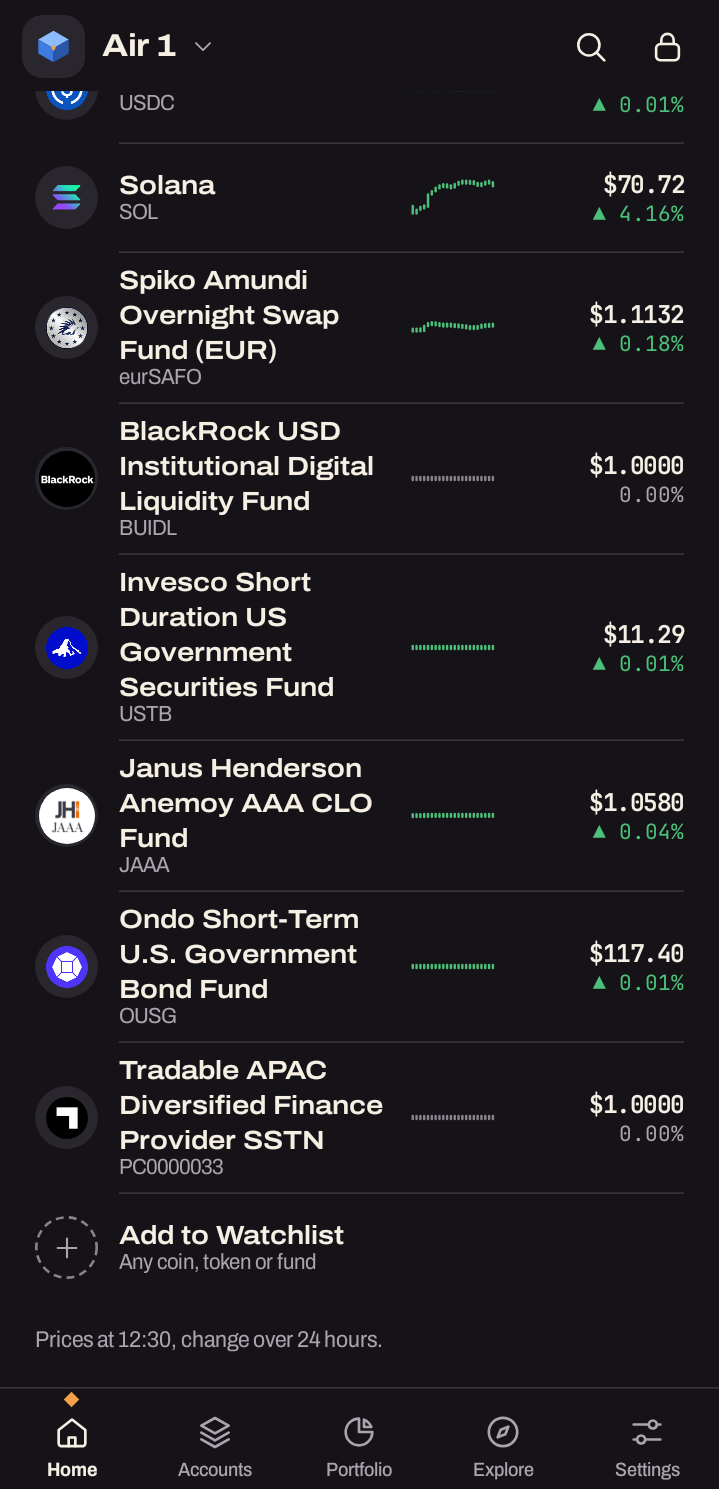 Air 1
USDC
▲ 0.01%
Solana
SOL
$70.72
▲ 4.16%
Spiko Amundi
Overnight Swap
Fund (EUR)
eurSAFO
$1.1132
▲ 0.18%
BlackRock
BlackRock USD
Institutional Digital
Liquidity Fund
BUIDL
$1.0000
0.00%
Invesco Short
Duration US
Government
Securities Fund
USTB
$11.29
▲ 0.01%
JHI
JAAA
Janus Henderson
Anemoy AAA CLO
Fund
JAAA
$1.0580
▲ 0.04%
Ondo Short-Term
U.S. Government
Bond Fund
OUSG
$117.40
▲ 0.01%
Tradable APAC
Diversified Finance
Provider SSTN
PC0000033
$1.0000
0.00%
Add to Watchlist
Any coin, token or fund
Prices at 12:30, change over 24 hours.
Home
Accounts
Portfolio
Explore
Settings